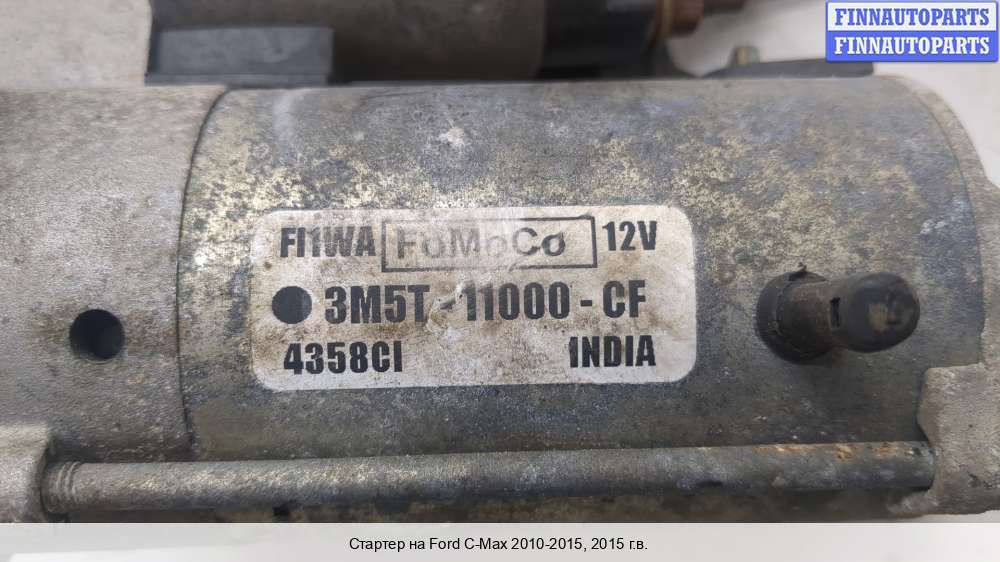 FINNAUTOPARTS
FINNAUTOPARTS
FI1WA FoMoCo 12V
3M5T - 11000 - CF
4358CI INDIA
Стартер на Ford C-Max 2010-2015, 2015 г.в.